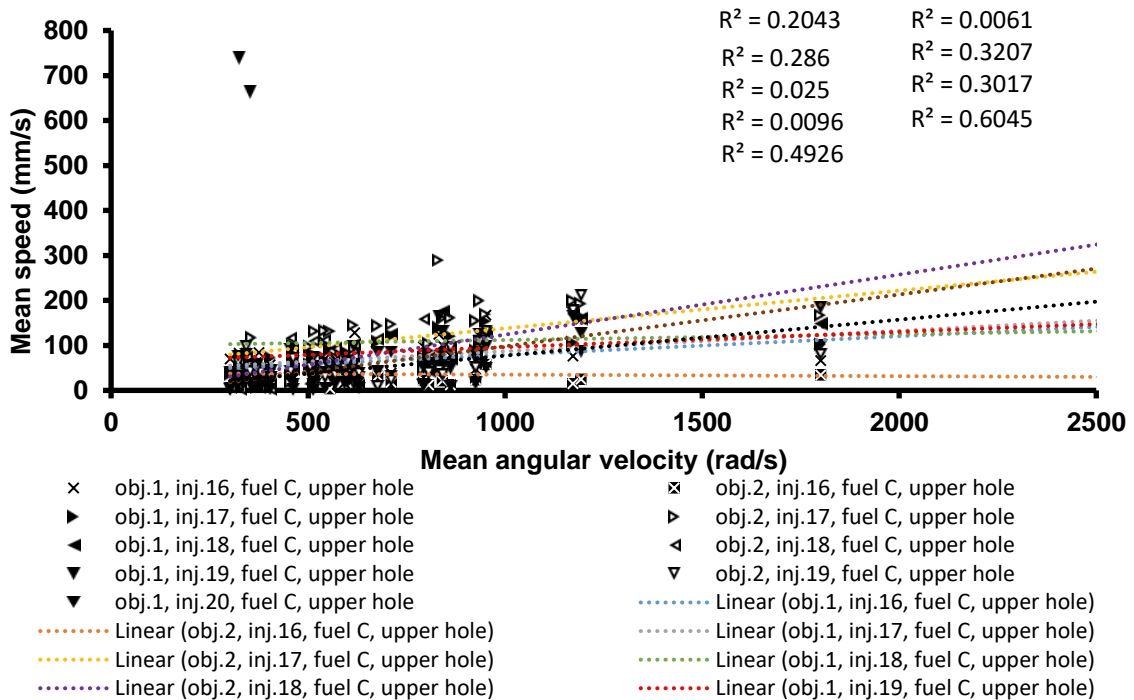 R² = 0.2043 R² = 0.0061
R² = 0.286 R² = 0.3207
R² = 0.025 R² = 0.3017
R² = 0.0096 R² = 0.6045
R² = 0.4926
800
700
600
500
400
300
200
100
0
Mean speed (mm/s)
0 500 1000 1500 2000 2500
Mean angular velocity (rad/s)
obj.1, inj.16, fuel C, upper hole obj.2, inj.16, fuel C, upper hole
obj.1, inj.17, fuel C, upper hole obj.2, inj.17, fuel C, upper hole
obj.1, inj.18, fuel C, upper hole obj.2, inj.18, fuel C, upper hole
obj.1, inj.19, fuel C, upper hole obj.2, inj.19, fuel C, upper hole
obj.1, inj.20, fuel C, upper hole Linear (obj.1, inj.16, fuel C, upper hole)
Linear (obj.2, inj.16, fuel C, upper hole) Linear (obj.1, inj.17, fuel C, upper hole)
Linear (obj.2, inj.17, fuel C, upper hole) Linear (obj.1, inj.18, fuel C, upper hole)
Linear (obj.2, inj.18, fuel C, upper hole) Linear (obj.1, inj.19, fuel C, upper hole)